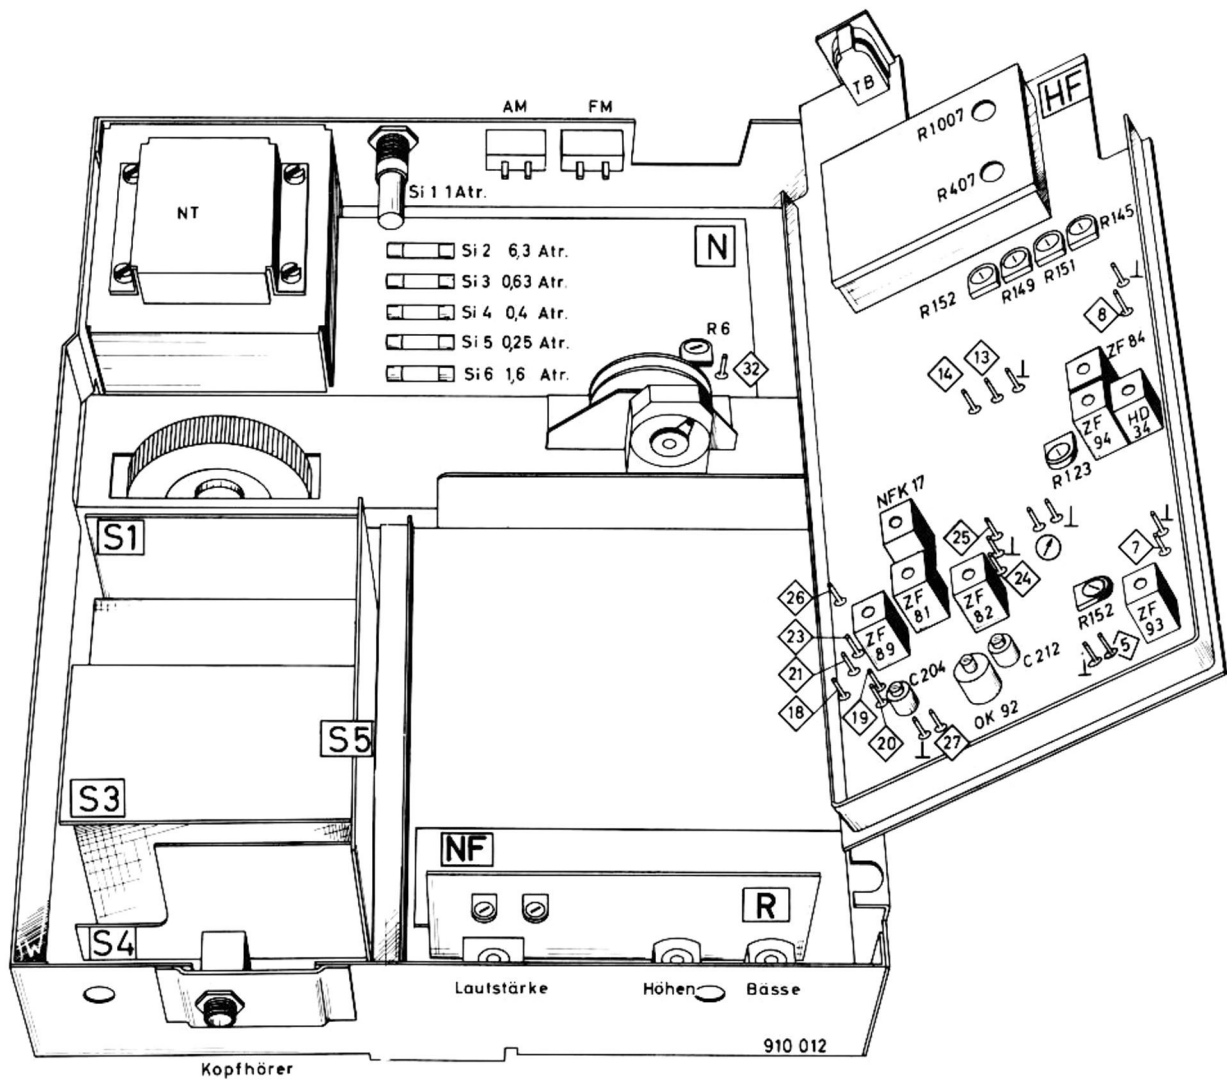 AM
FM
TB
HF
R1007
R407
NT
Si 1 1Atr.
N
Si 2 6,3 Atr.
Si 3 0,63 Atr.
Si 4 0,4 Atr.
Si 5 0,25 Atr.
Si 6 1,6 Atr.
R6
32
R145
R151
R149
R152
8
13
14
ZF 84
ZF
94
HD
34
R123
NFK 17
25
24
7
26
ZF
81
ZF
82
ZF
89
R152
ZF
93
5
23
21
18
19
20
27
C204
C212
OK 92
S1
S5
S3
S4
NF
R
Lautstärke
Höhen
Bässe
910 012
Kopfhörer